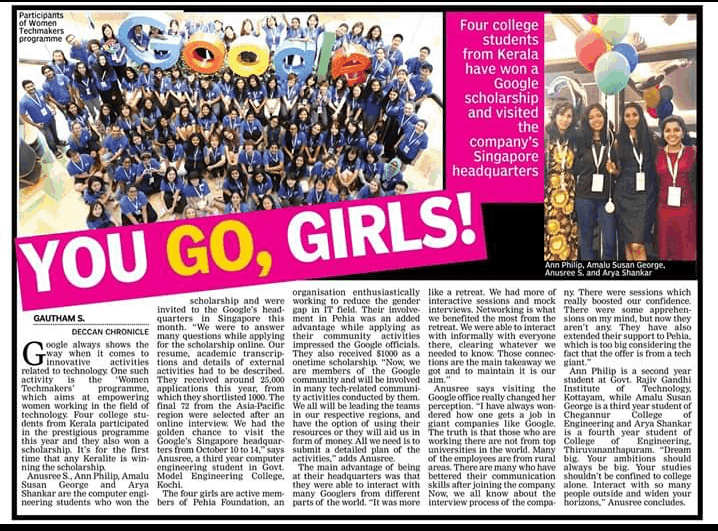 Participants
of Women
Techmakers
programme
Google
Four college
students
from Kerala
have won a
Google
scholarship
and visited
the
company's
Singapore
headquarters
Ann Philip, Amalu Susan George,
Anusree S. and Arya Shankar
YOU GO, GIRLS!
GAUTHAM S.
DECCAN CHRONICLE
Google always shows the
way when it comes to
innovative activities
related to technology. One such
activity is the 'Women
Techmakers' programme,
which aims at empowering
women working in the field of
technology. Four college stu-
dents from Kerala participated
in the prestigious programme
this year and they also won a
scholarship. It's for the first
time that any Keralite is win-
ning the scholarship.
Anusree S., Ann Philip, Amalu
Susan George and Arya
Shankar are the computer engi-
neering students who won the
scholarship and were
invited to the Google's head-
quarters in Singapore this
month. "We were to answer
many questions while applying
for the scholarship online. Our
resume, academic transcrip-
tions and details of external
activities had to be described.
They received around 25,000
applications this year, from
which they shortlisted 1000. The
final 72 from the Asia-Pacific
region were selected after an
online interview. We had the
golden chance to visit the
Google's Singapore headquar-
ters from October 10 to 14," says
Anusree, a third year computer
engineering student in Govt.
Model Engineering College,
Kochi.
The four girls are active mem-
bers of Pehia Foundation, an
organisation enthusiastically
working to reduce the gender
gap in IT field. Their involve-
ment in Pehia was an added
advantage while applying as
their community activities
impressed the Google officials.
They also received $1000 as a
onetime scholarship. "Now, we
are members of the Google
community and will be involved
in many tech-related communi-
ty activities conducted by them.
We all will be leading the teams
in our respective regions, and
have the option of using their
resources or they will aid us in
form of money. All we need to
submit a detailed plan of the
activities," adds Anusree.
The main advantage of being
at their headquarters was that
they were able to interact with
many Googlers from different
parts of the world. "It was more
like a retreat. We had more of
interactive sessions and mock
interviews. Networking is what
we benefited the most from the
retreat. We were able to interact
with informally with everyone
there, clearing whatever we
needed to know. Those connec-
tions are the main takeaway we
got and to maintain it is our
aim."
Anusree says visiting the
Google office really changed her
perception. "I have always won-
dered how one gets a job in
giant companies like Google.
The truth is that those who are
working there are not from top
universities in the world. Many
of the employees are from rural
areas. There are many who have
bettered their communication
skills after joining the company.
Now, we all know about the
interview process of the compa-
ny. There were sessions which
really boosted our confidence.
There were some apprehen-
sions on my mind, but now they
aren't any. They have also
extended their support to Pehia,
which is too big considering the
fact that the offer is from a tech
giant."
Ann Philip is a second year
student at Govt. Rajiv Gandhi
Institute of Technology,
Kottayam, while Amalu Susan
George is a third year student of
Chegannur College of
Engineering and Arya Shankar
is a fourth year student of
College of Engineering,
Thiruvananthapuram. "Dream
big. Your ambitions should
always be big. Your studies
shouldn't be confined to college
alone. Interact with so many
people outside and widen your
horizons," Anusree concludes.